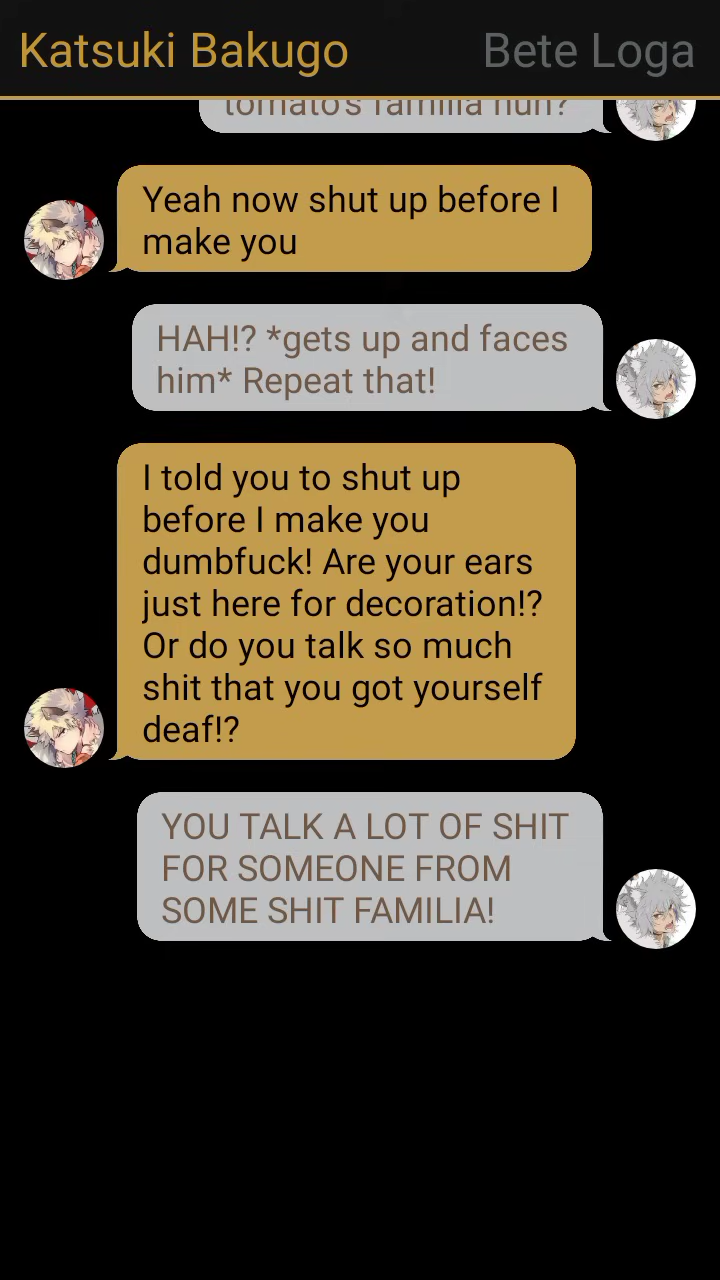 Katsuki Bakugo
Bete Loga
tomato's familia huh?
Yeah now shut up before I
make you
HAH!? *gets up and faces
him* Repeat that!
I told you to shut up
before I make you
dumbfuck! Are your ears
just here for decoration!?
Or do you talk so much
shit that you got yourself
deaf!?
YOU TALK A LOT OF SHIT
FOR SOMEONE FROM
SOME SHIT FAMILIA!